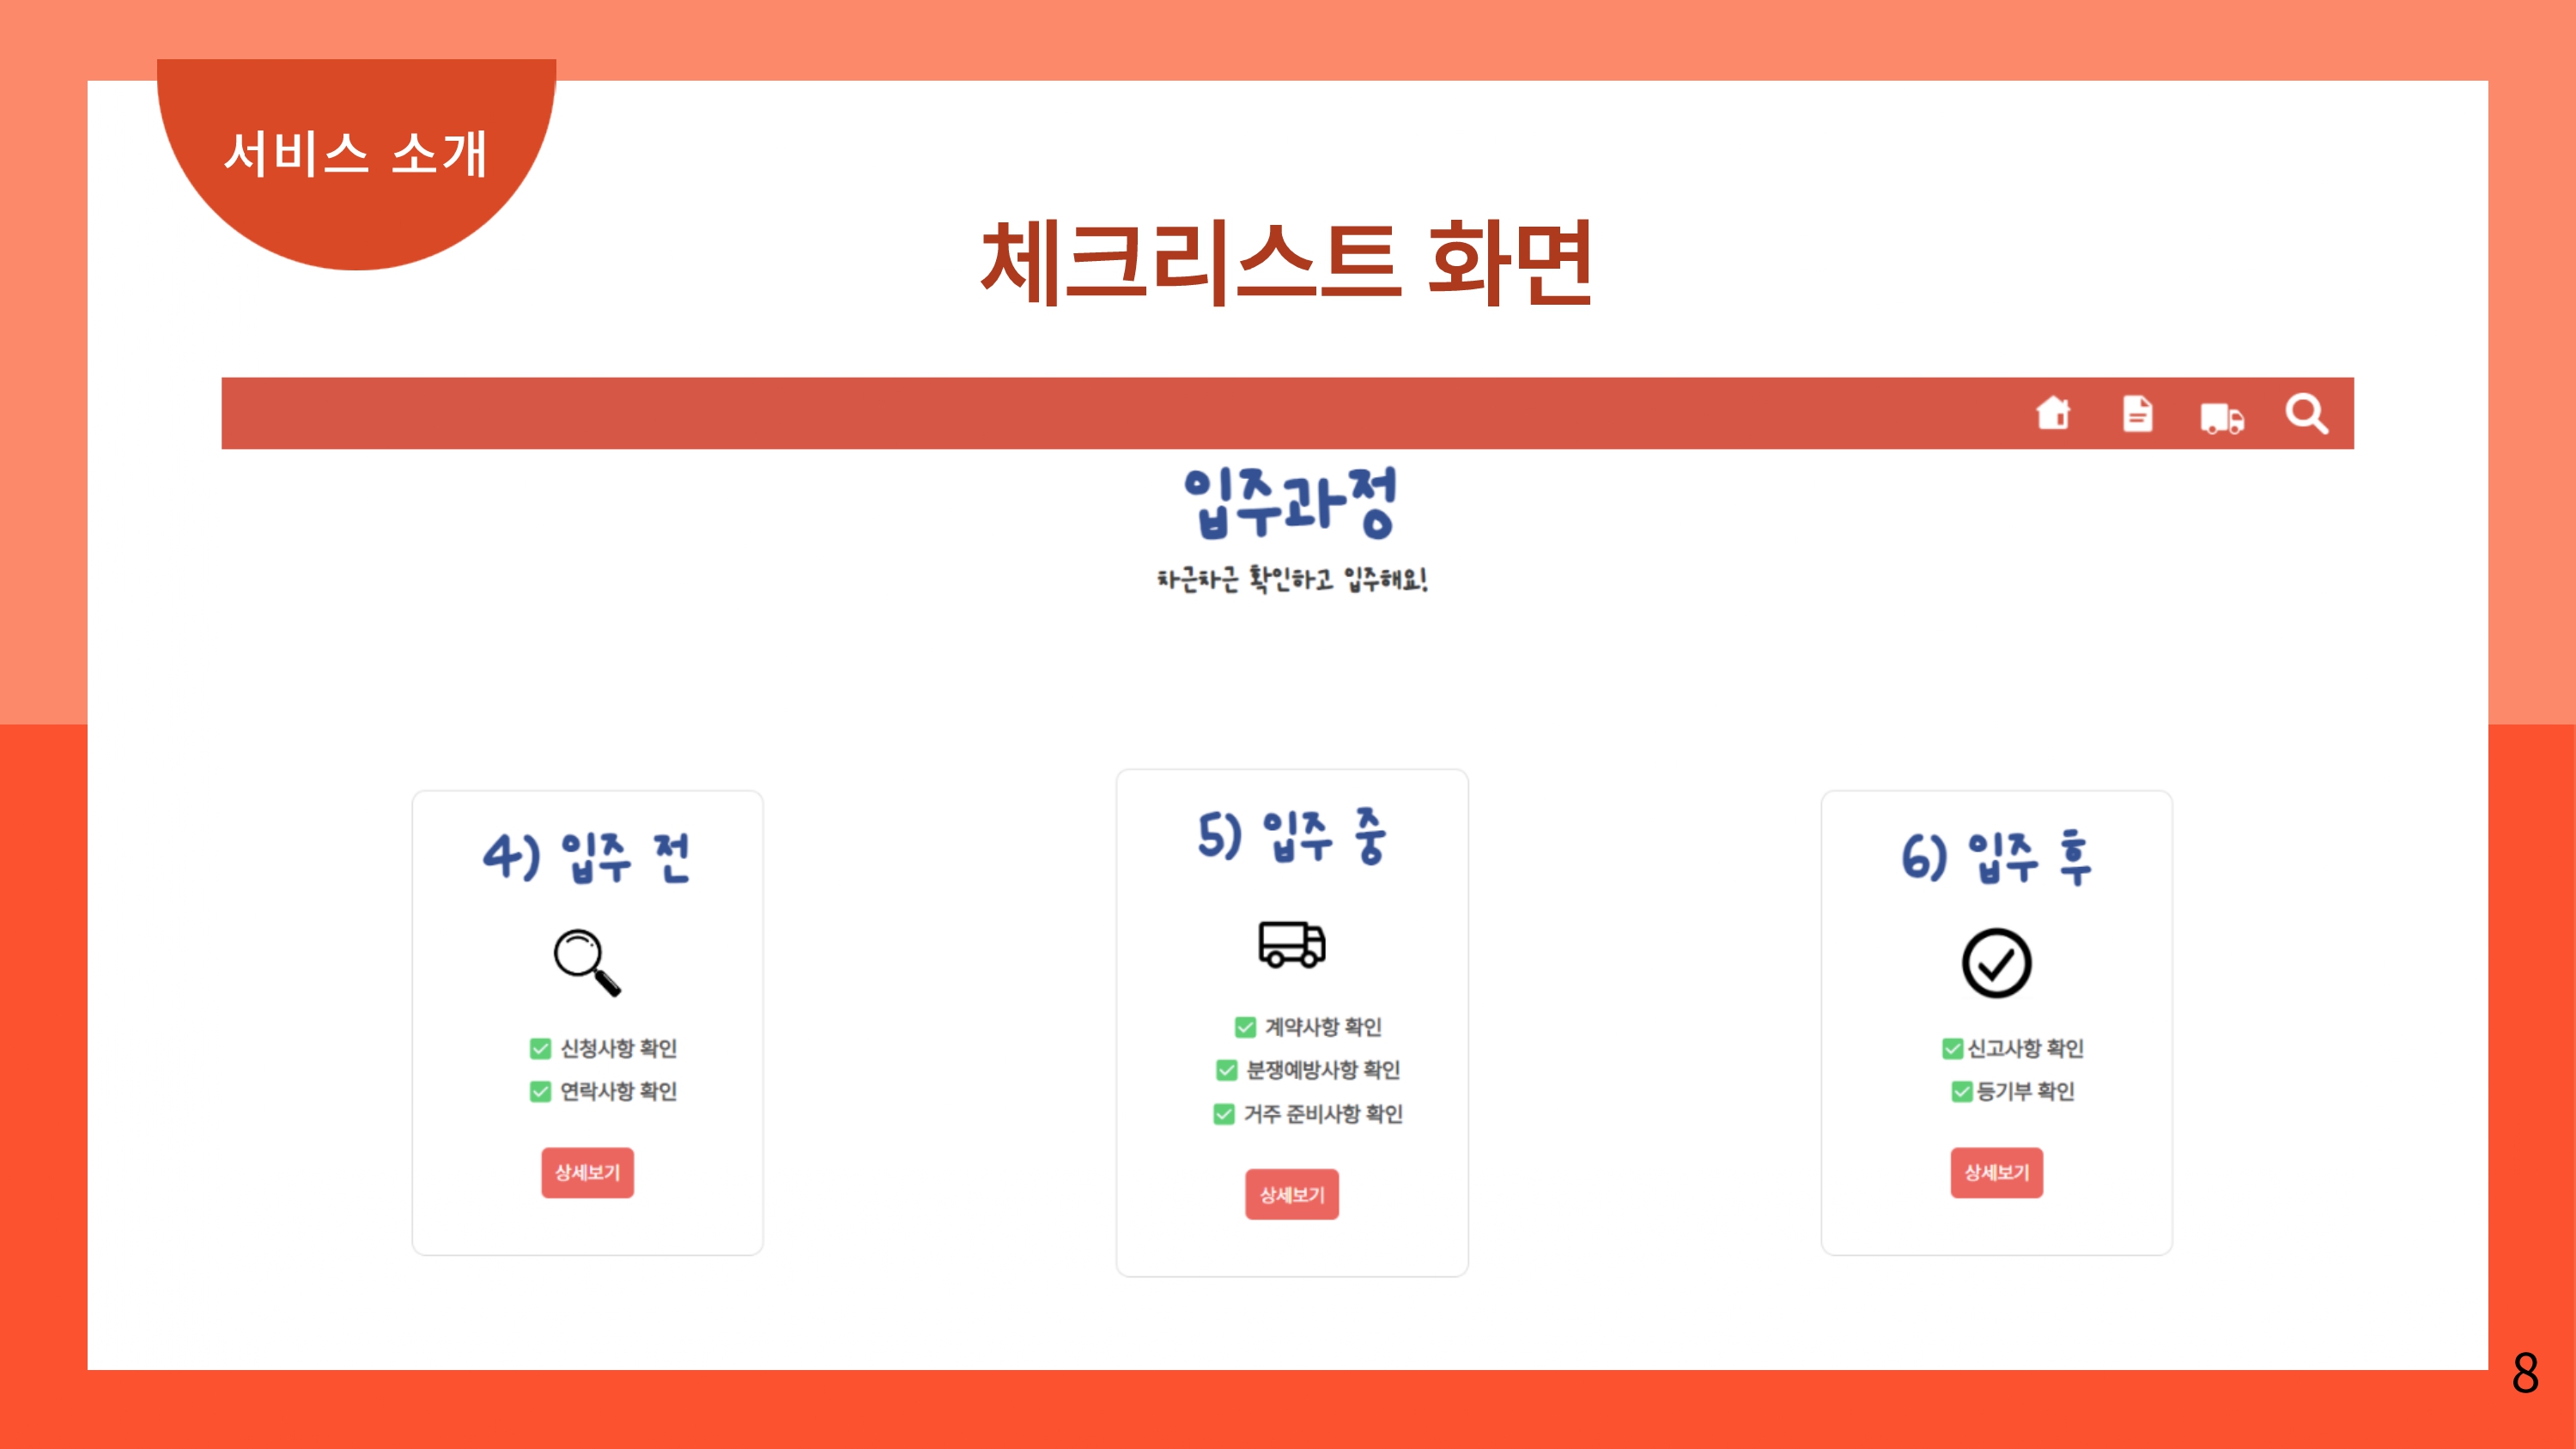 서비스 소개
체크리스트 화면
입주과정
차근차근 확인하고 입주해요!
4) 입주 전
신청사항 확인
연락사항 확인
상세보기
5) 입주 중
계약사항 확인
분쟁예방사항 확인
거주 준비사항 확인
상세보기
6) 입주 후
신고사항 확인
등기부 확인
상세보기
8